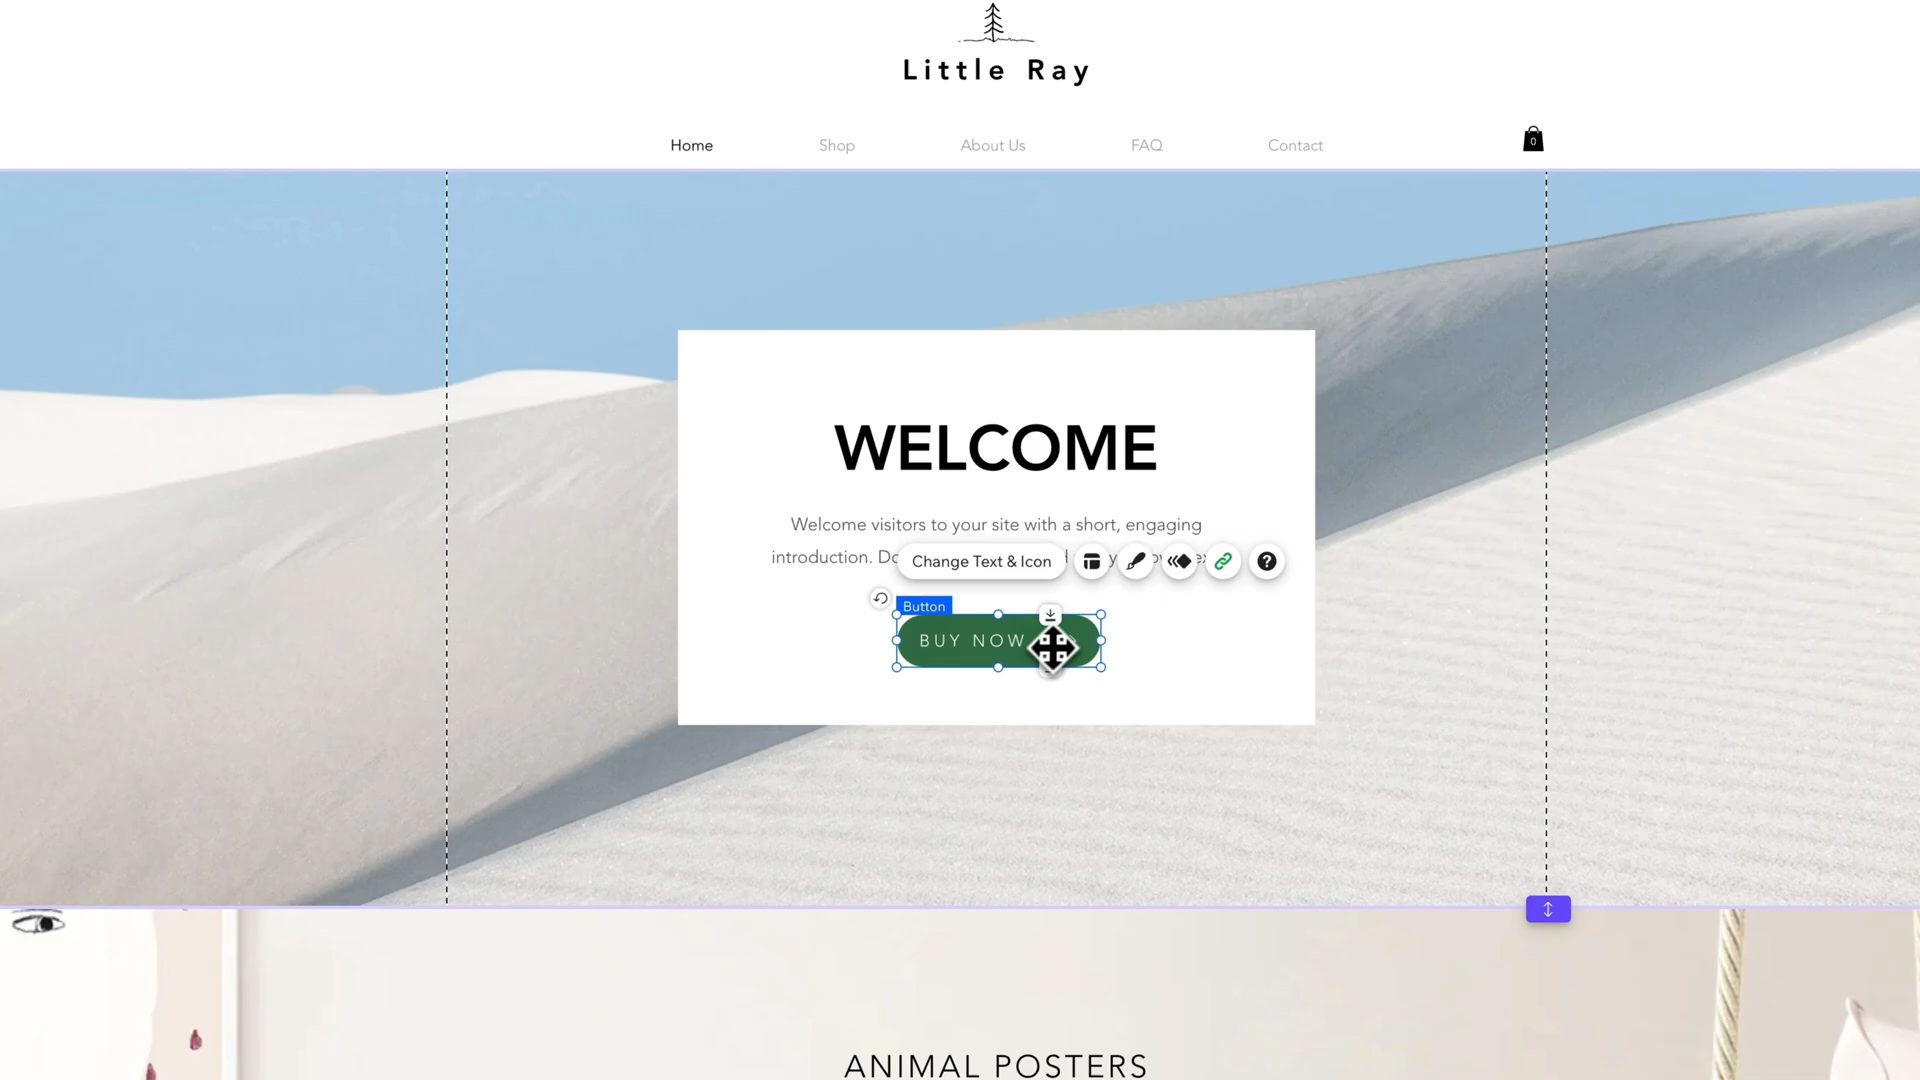 Little Ray
Home Shop About Us FAQ Contact
0
WELCOME
Welcome visitors to your site with a short, engaging
introduction.
Change Text & Icon
Button
BUY NOW
ANIMAL POSTERS